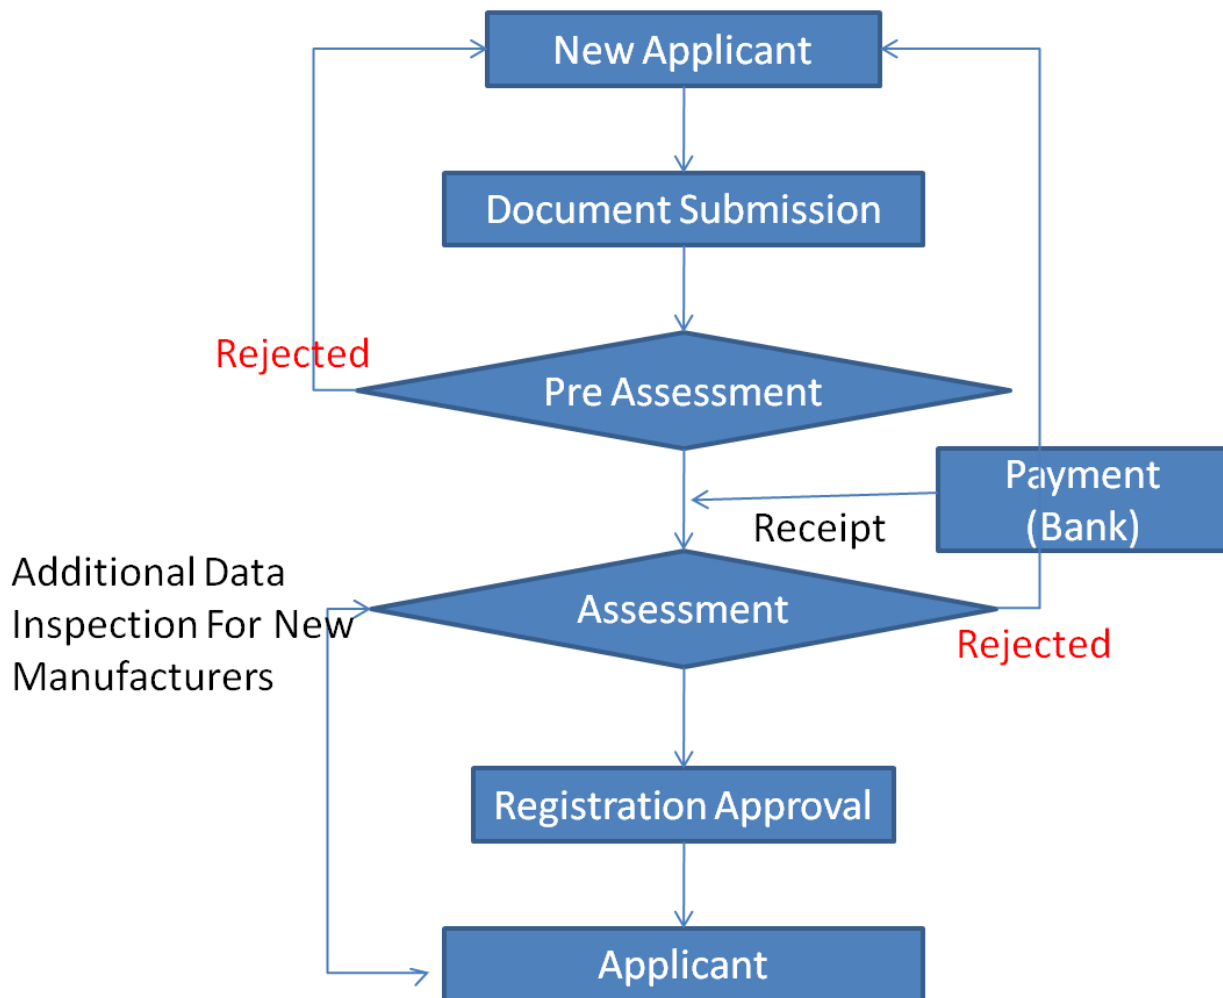 New Applicant
Document Submission
Rejected
Pre Assessment
Payment
(Bank)
Receipt
Additional Data
Inspection For New
Manufacturers
Assessment
Rejected
Registration Approval
Applicant